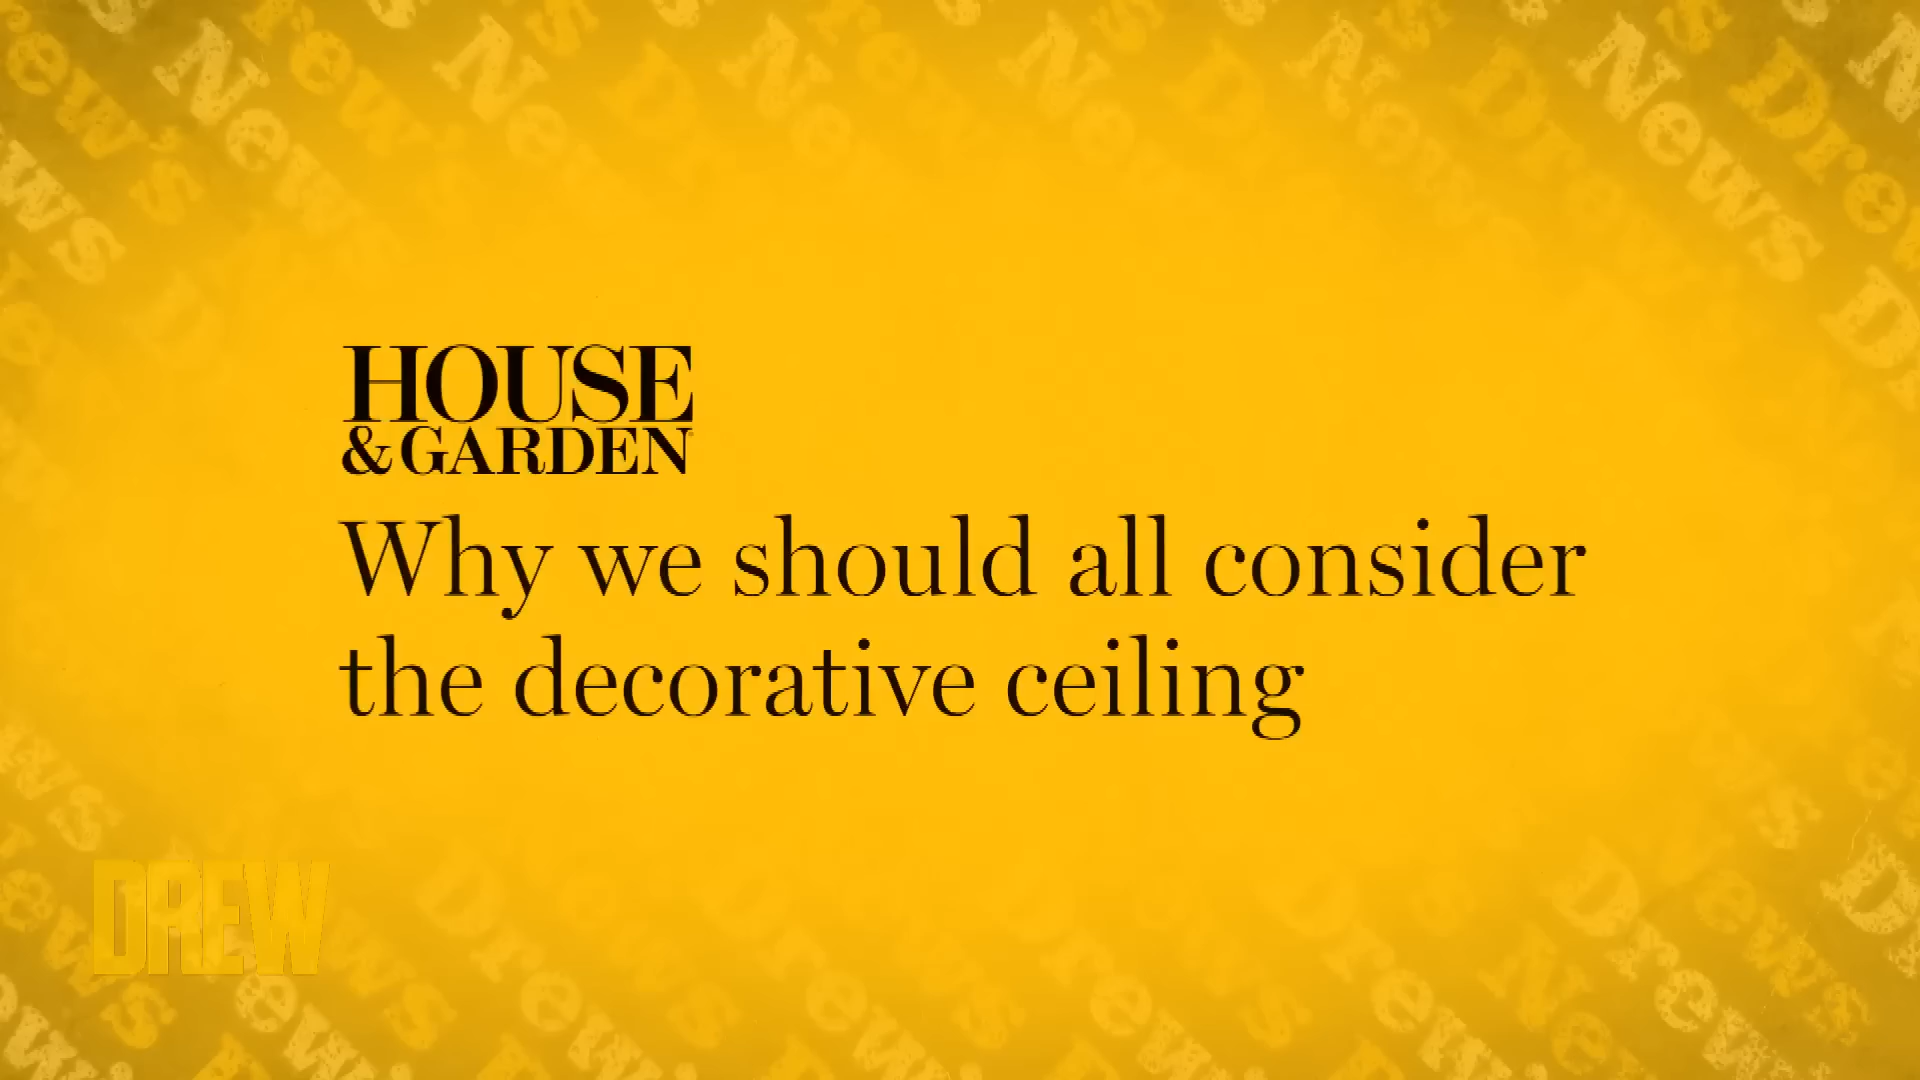 HOUSE
& GARDEN
Why we should all consider
the decorative ceiling
DREW